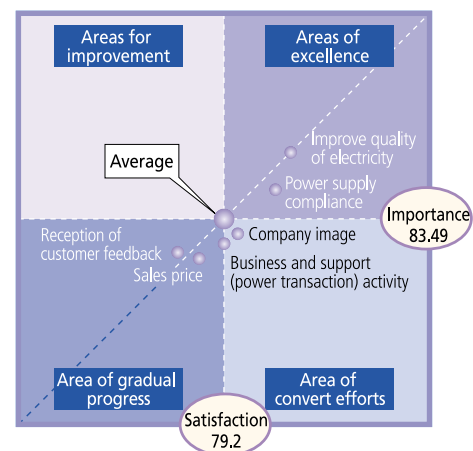 Areas for
improvement
Areas of
excellence
Improve quality
of electricity
Average
Power supply
compliance
Importance
83.49
Reception of
customer feedback
Company image
Sales price
Business and support
(power transaction) activity
Area of gradual
progress
Area of
convert efforts
Satisfaction
79.2